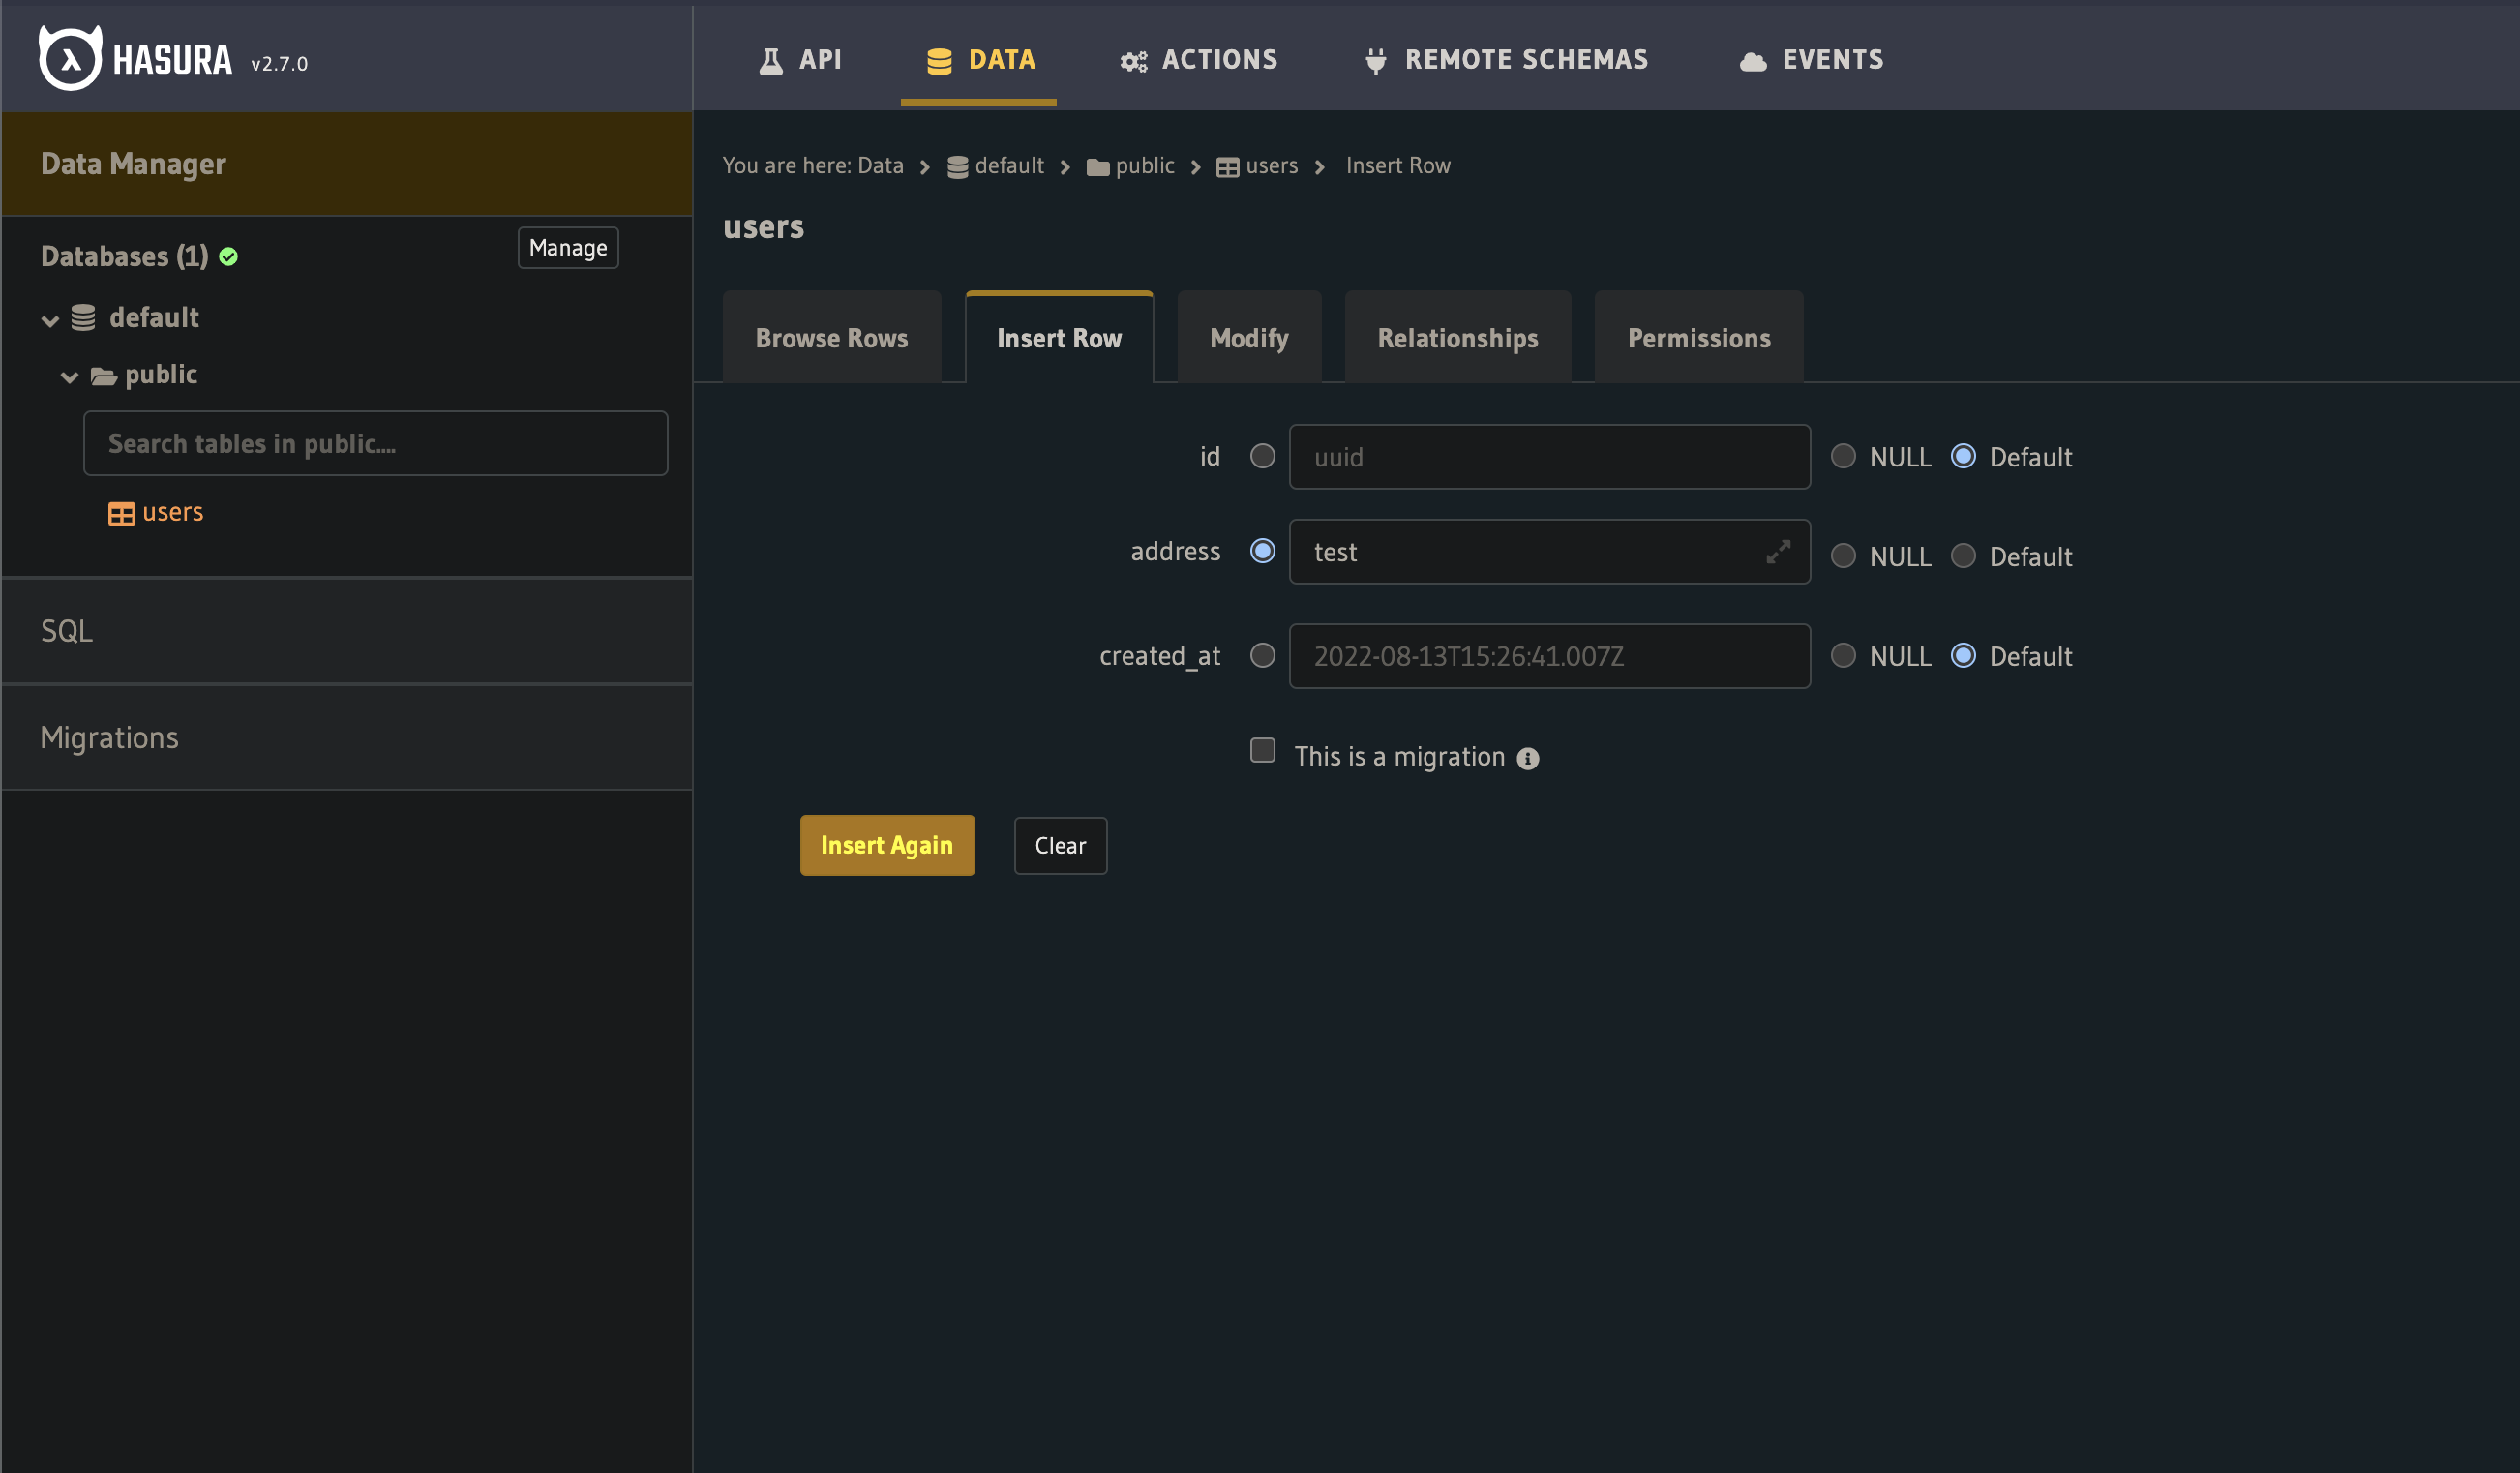 HASURA v2.7.0
API DATA ACTIONS REMOTE SCHEMAS EVENTS
Data Manager
Databases (1) Manage
default
public
Search tables in public....
users
SQL
Migrations
You are here: Data default public users Insert Row
users
Browse Rows Insert Row Modify Relationships Permissions
id uuid NULL Default
address test NULL Default
created_at 2022-08-13T15:26:41.007Z NULL Default
This is a migration
Insert Again Clear